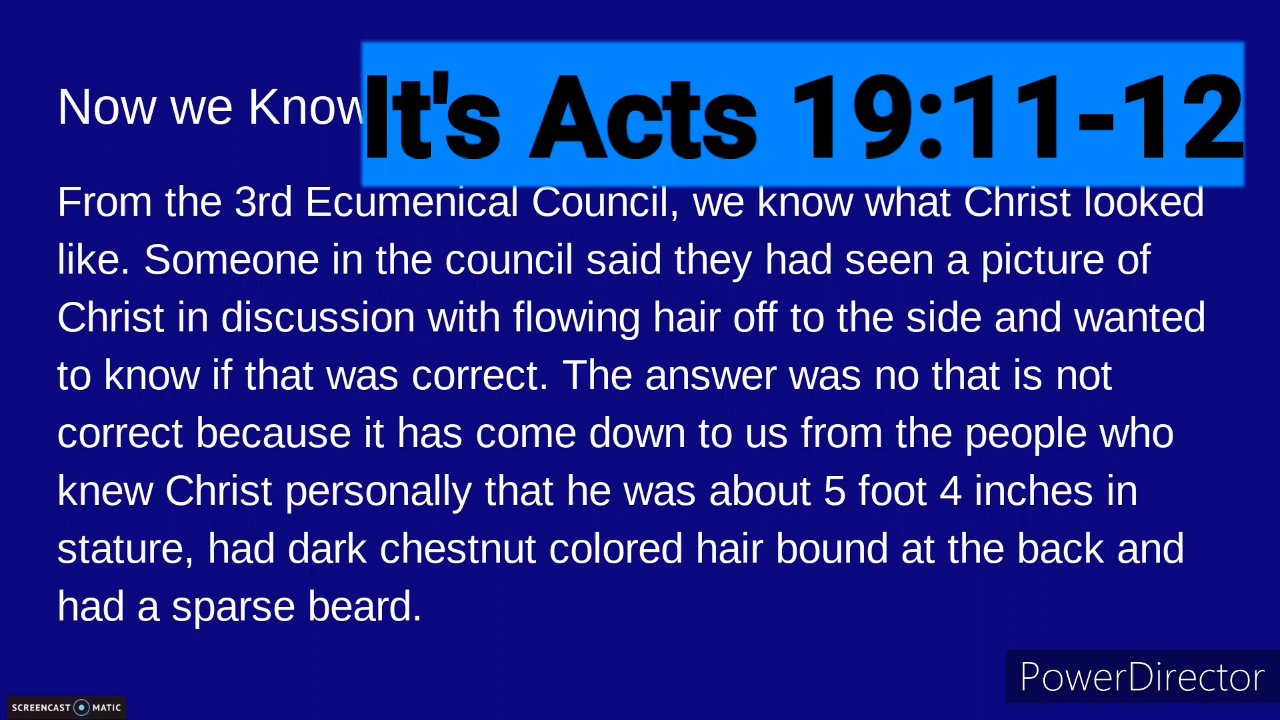 Now we Know
It's Acts 19:11-12
From the 3rd Ecumenical Council, we know what Christ looked
like. Someone in the council said they had seen a picture of
Christ in discussion with flowing hair off to the side and wanted
to know if that was correct. The answer was no that is not
correct because it has come down to us from the people who
knew Christ personally that he was about 5 foot 4 inches in
stature, had dark chestnut colored hair bound at the back and
had a sparse beard.
PowerDirector
SCREENCAST MATIC